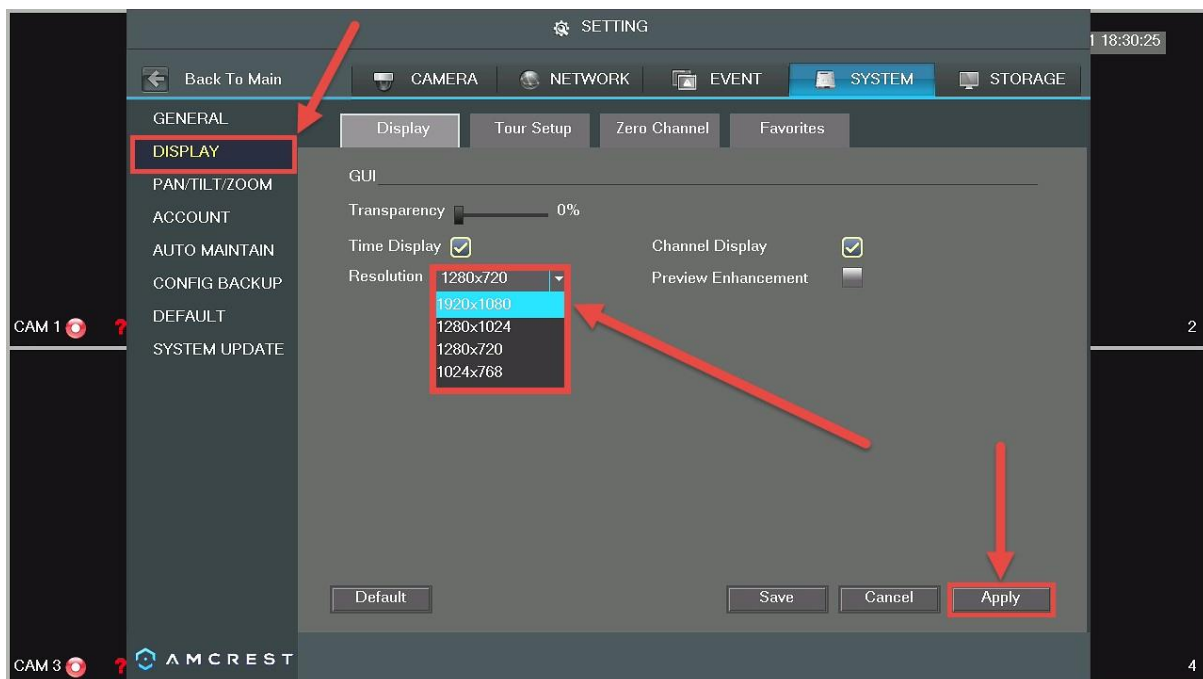 SETTING
1 18:30:25
Back To Main
CAMERA
NETWORK
EVENT
SYSTEM
STORAGE
GENERAL
DISPLAY
PAN/TILT/ZOOM
ACCOUNT
AUTO MAINTAIN
CONFIG BACKUP
DEFAULT
SYSTEM UPDATE
Display
Tour Setup
Zero Channel
Favorites
GUI
Transparency 0%
Time Display
Channel Display
Resolution 1280x720
Preview Enhancement
1920x1080
1280x1024
1280x720
1024x768
CAM 1 ?
2
Default
Save
Cancel
Apply
AMCREST
CAM 3 ?
4